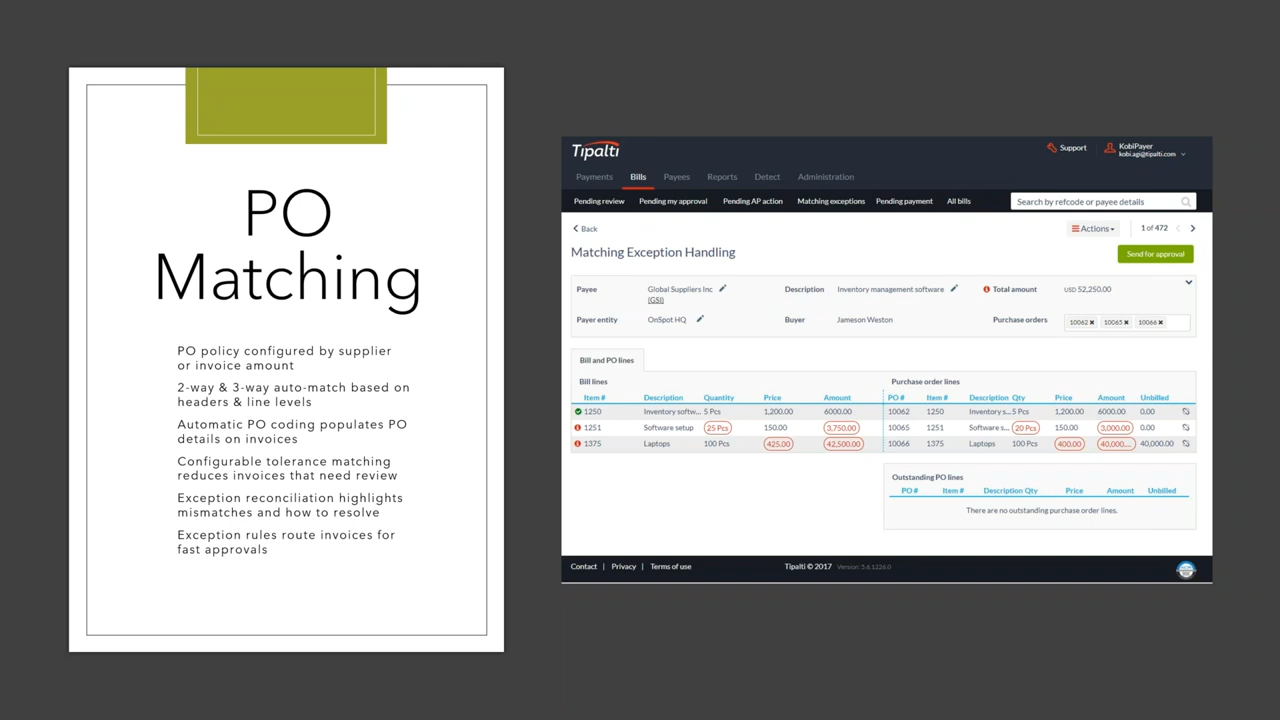 PO
Matching
PO policy configured by supplier
or invoice amount
2-way & 3-way auto-match based on
headers & line levels
Automatic PO coding populates PO
details on invoices
Configurable tolerance matching
reduces invoices that need review
Exception reconciliation highlights
mismatches and how to resolve
Exception rules route invoices for
fast approvals
Tipalti
Support
KobiPayer
kobi.agi@tipalti.com
Payments Bills Payees Reports Detect Administration
Pending review Pending my approval Pending AP action Matching exceptions Pending payment All bills
Search by refcode or payee details
Back
Actions
1 of 472
Matching Exception Handling
Send for approval
Payee Global Suppliers Inc Description Inventory management software Total amount USD 52,250.00
(GSI)
Payer entity OnSpot HQ Buyer Jameson Weston Purchase orders 10062 10065 10066
Bill and PO lines
Bill lines Purchase order lines
Item # Description Quantity Price Amount PO # Item # Description Qty Price Amount Unbilled
1250 Inventory softw... 5 Pcs 1,200.00 6000.00 10062 1250 Inventory s... 5 Pcs 1,200.00 6000.00 0.00
1251 Software setup 25 Pcs 150.00 3,750.00 10065 1251 Software s... 20 Pcs 150.00 3,000.00 0.00
1375 Laptops 100 Pcs 425.00 42,500.00 10066 1375 Laptops 100 Pcs 400.00 40,000.... 40,000.00
Outstanding PO lines
PO # Item # Description Qty Price Amount Unbilled
There are no outstanding purchase order lines.
Contact | Privacy | Terms of use
Tipalti © 2017 Version: 5.6.1226.0